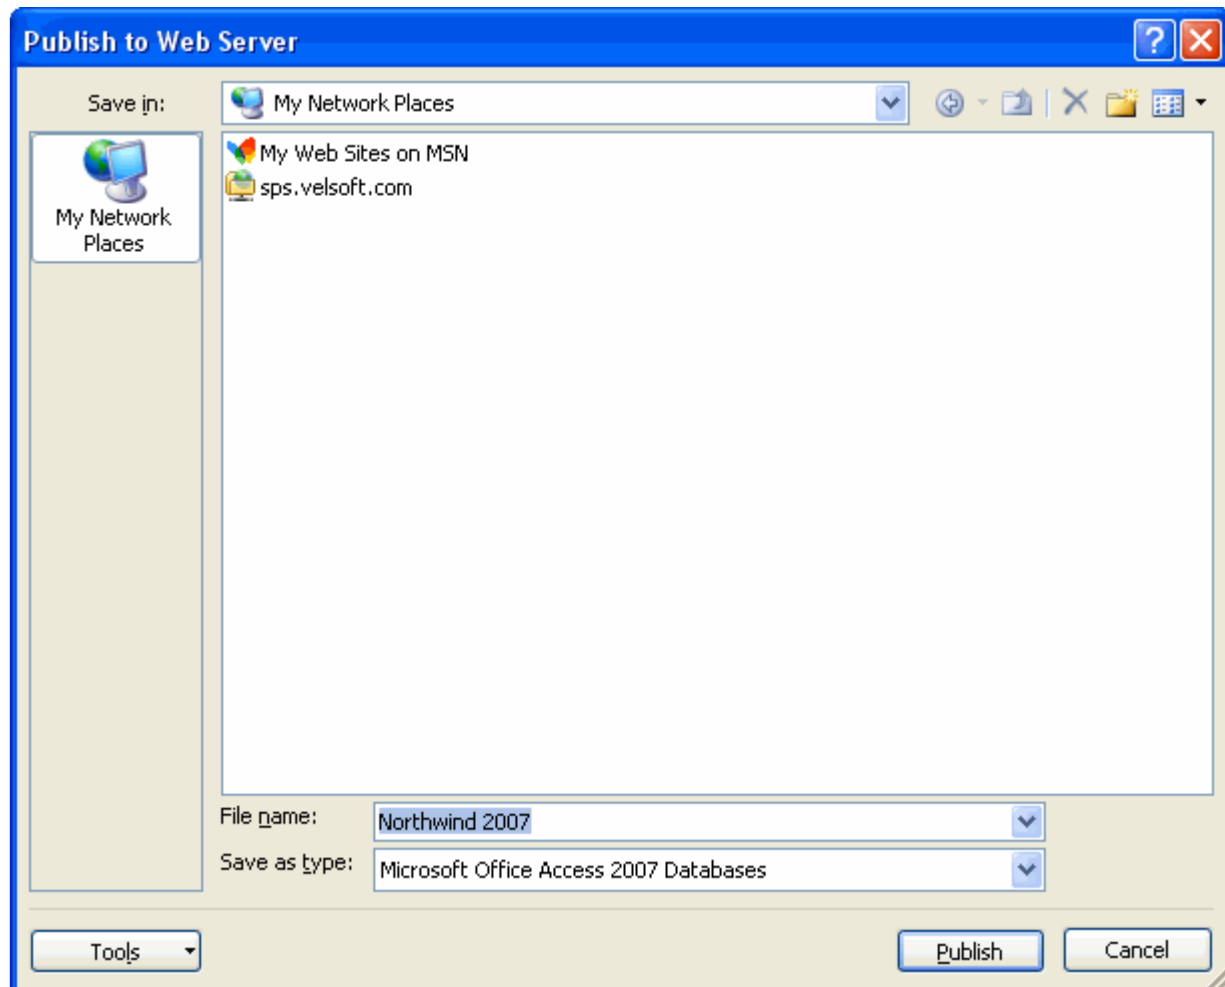 Publish to Web Server
Save in:
My Network Places
My Network
Places
My Web Sites on MSN
sps.velsoft.com
File name:
Northwind 2007
Save as type:
Microsoft Office Access 2007 Databases
Tools
Publish
Cancel